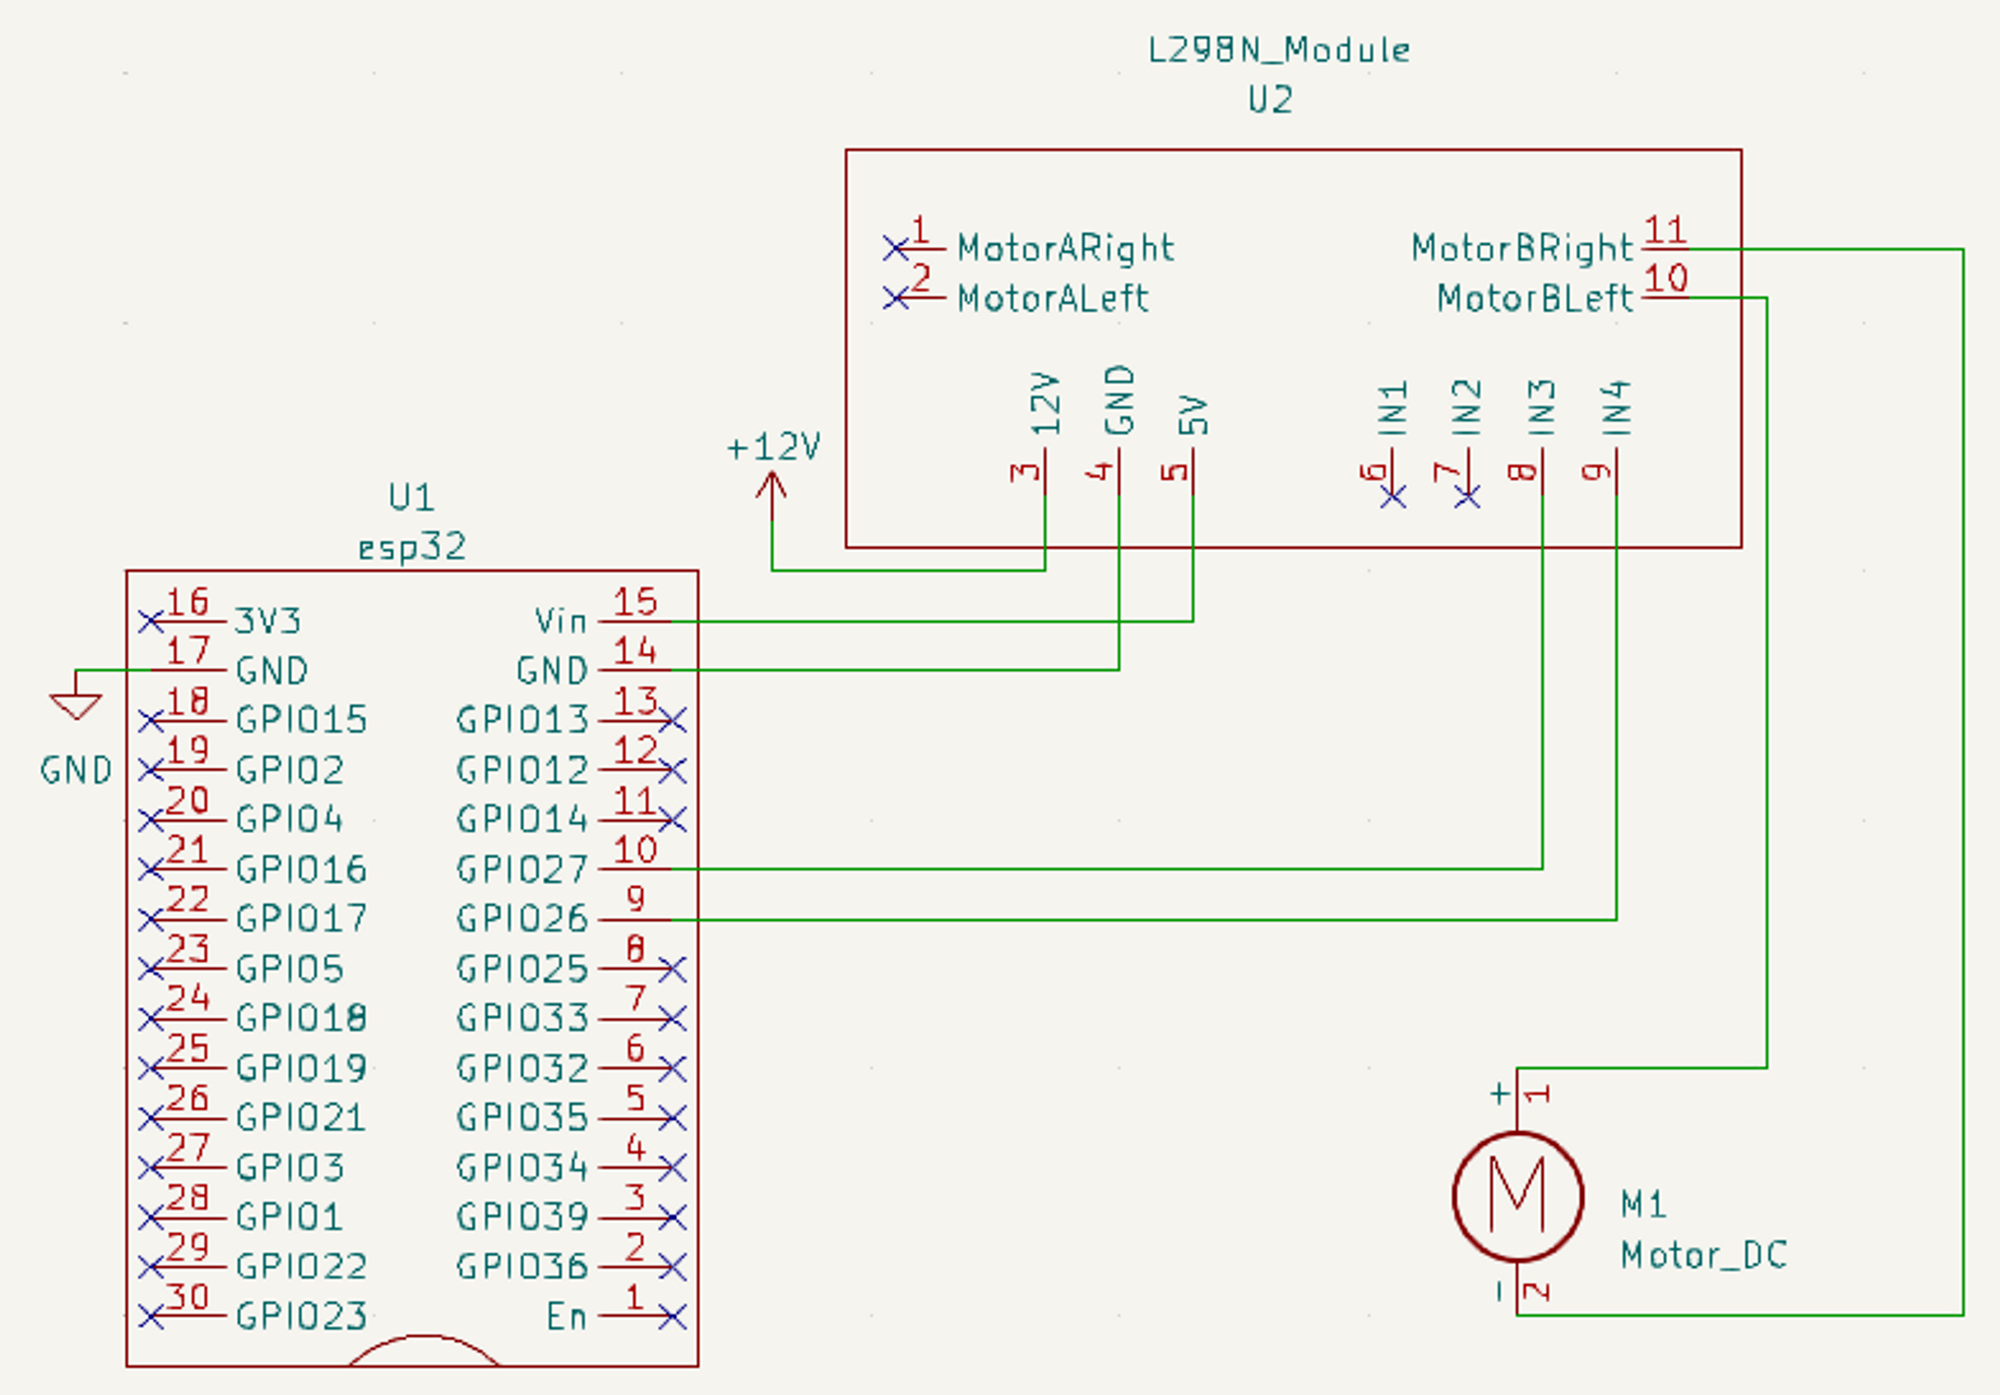 L298N_Module
U2
1 MotorARight
MotorBRight 11
2 MotorALeft
MotorBLeft 10
12V
GND
5V
IN1
IN2
IN3
IN4
3
4
5
6
7
8
9
+12V
U1
esp32
16 3V3
Vin 15
17 GND
GND 14
18 GPIO15
GPIO13 13
19 GPIO2
GPIO12 12
GND
20 GPIO4
GPIO14 11
21 GPIO16
GPIO27 10
22 GPIO17
GPIO26 9
23 GPIO5
GPIO25 8
24 GPIO18
GPIO33 7
25 GPIO19
GPIO32 6
26 GPIO21
GPIO35 5
27 GPIO3
GPIO34 4
28 GPIO1
GPIO39 3
29 GPIO22
GPIO36 2
30 GPIO23
En 1
+ 1
M
M1
Motor_DC
- 2